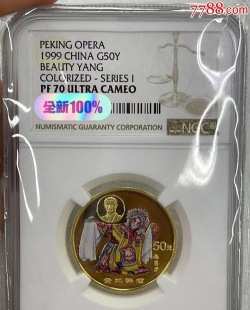 7788.com
PEKING OPERA
1999 CHINA G50Y
BEAUTY YANG
COLORIZED - SERIES I
PF 70 ULTRA CAMEO
全新100%
NUMISMATIC GUARANTY CORPORATION
NGC
50元